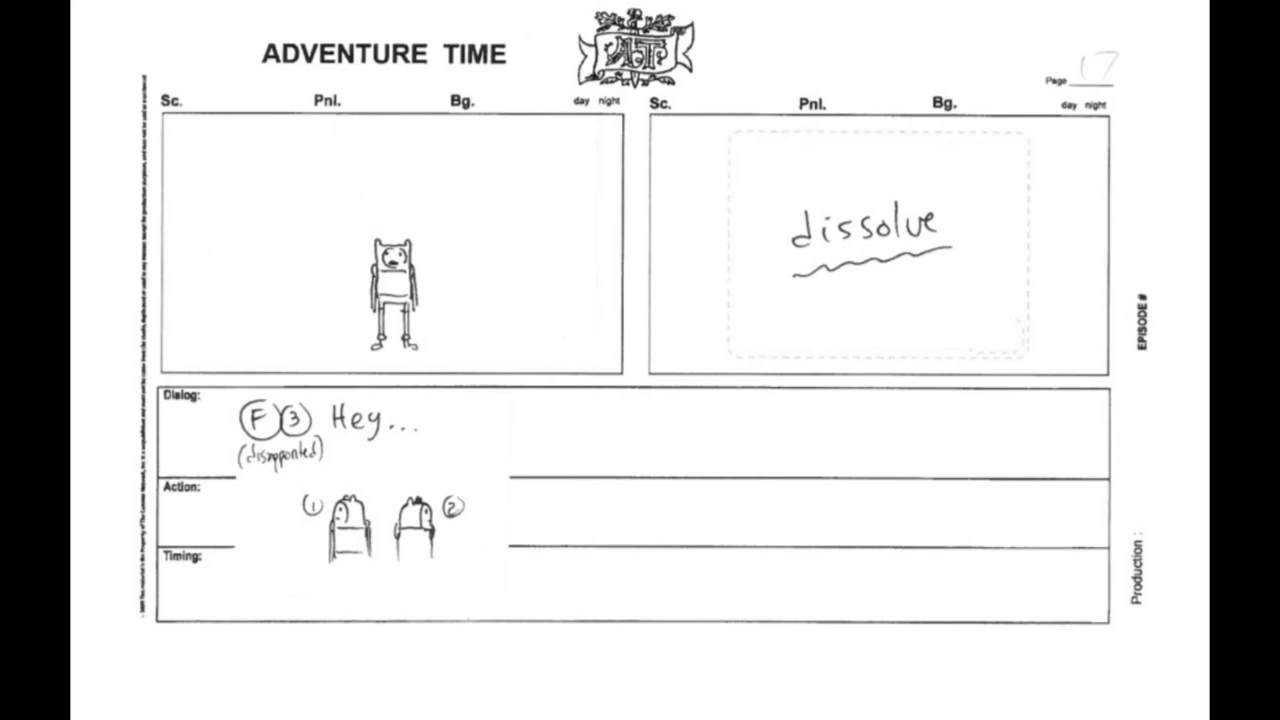 ADVENTURE TIME
Page 17
Sc. Pnl. Bg. day night
Sc. Pnl. Bg. day night
dissolve
Dialog:
F 3 Hey...
(disapponted)
Action:
1 2
Timing:
EPISODE #
Production :